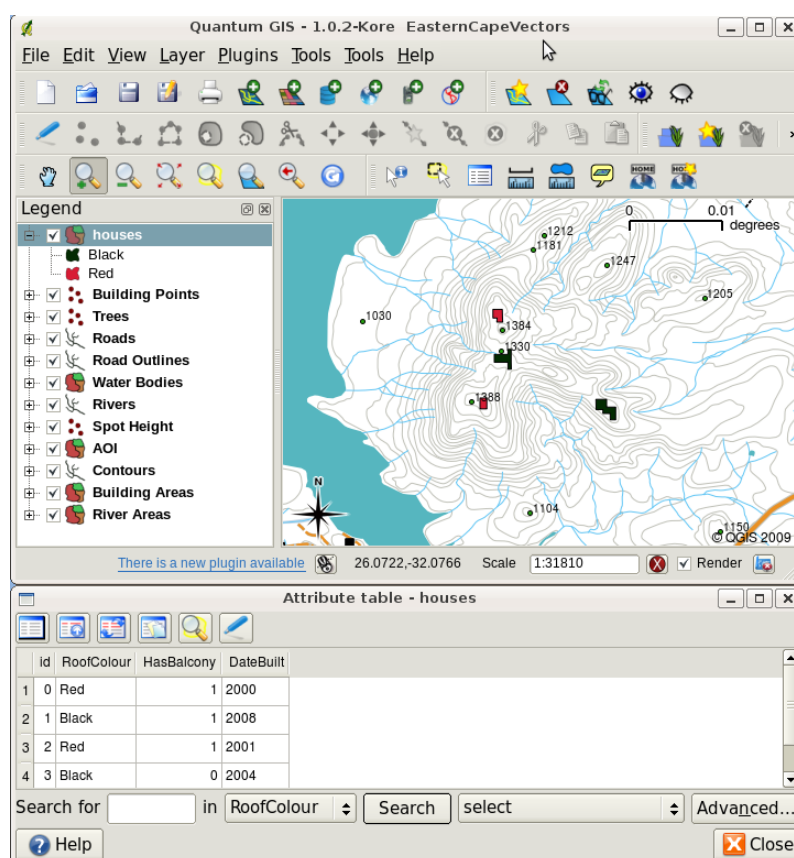 Quantum GIS - 1.0.2-Kore  EasternCapeVectors
File Edit View Layer Plugins Tools Tools Help
HOME HO
Legend
houses
Black
Red
Building Points
Trees
Roads
Road Outlines
Water Bodies
Rivers
Spot Height
AOI
Contours
Building Areas
River Areas
0 0.01
degrees
1212
1181
1247
1205
1030
1384
1330
1388
N
1104
1150
© QGIS 2009
There is a new plugin available 26.0722,-32.0766 Scale 1:31810 Render
Attribute table - houses
id RoofColour HasBalcony DateBuilt
1 0 Red 1 2000
2 1 Black 1 2008
3 2 Red 1 2001
4 3 Black 0 2004
Search for in RoofColour Search select Advanced...
Help Close